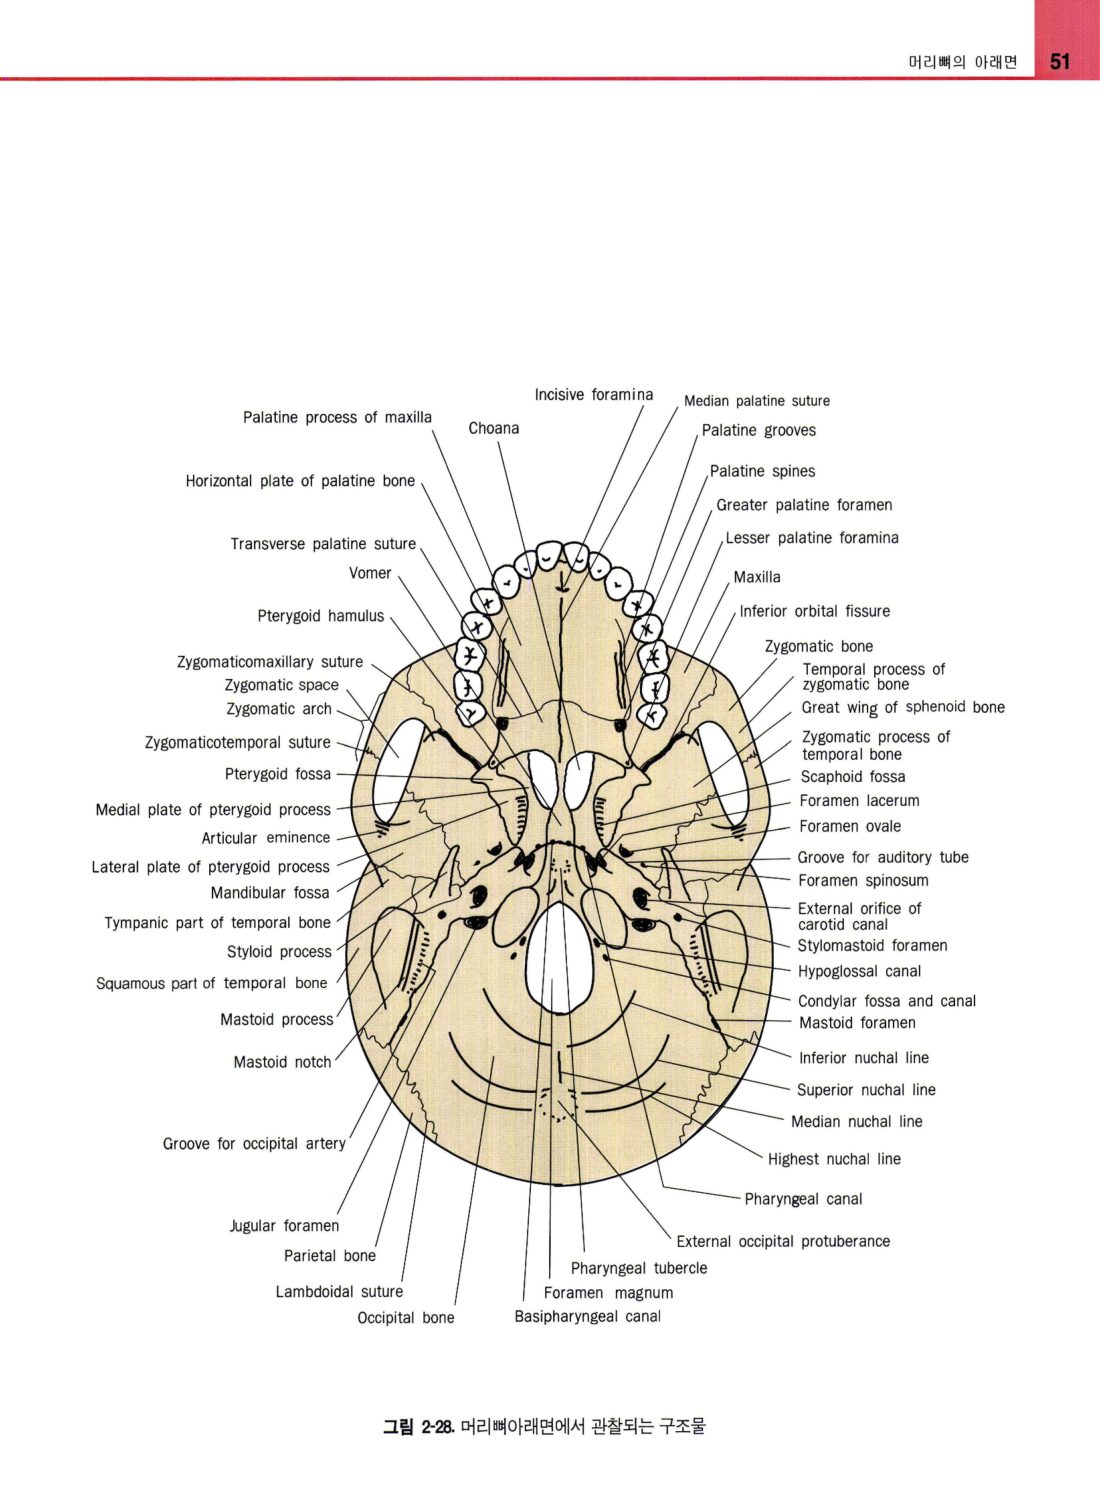 머리뼈의 아래면 51
Incisive foramina
Median palatine suture
Palatine process of maxilla
Choana
Palatine grooves
Palatine spines
Horizontal plate of palatine bone
Greater palatine foramen
Transverse palatine suture
Lesser palatine foramina
Vomer
Maxilla
Pterygoid hamulus
Inferior orbital fissure
Zygomatic bone
Zygomaticomaxillary suture
Temporal process of
zygomatic bone
Zygomatic space
Zygomatic arch
Great wing of sphenoid bone
Zygomaticotemporal suture
Zygomatic process of
temporal bone
Pterygoid fossa
Scaphoid fossa
Medial plate of pterygoid process
Foramen lacerum
Articular eminence
Foramen ovale
Lateral plate of pterygoid process
Groove for auditory tube
Mandibular fossa
Foramen spinosum
Tympanic part of temporal bone
External orifice of
carotid canal
Styloid process
Stylomastoid foramen
Squamous part of temporal bone
Hypoglossal canal
Mastoid process
Condylar fossa and canal
Mastoid foramen
Mastoid notch
Inferior nuchal line
Superior nuchal line
Median nuchal line
Groove for occipital artery
Highest nuchal line
Pharyngeal canal
Jugular foramen
External occipital protuberance
Parietal bone
Pharyngeal tubercle
Lambdoidal suture
Foramen magnum
Occipital bone
Basipharyngeal canal
그림 2-28. 머리뼈아래면에서 관찰되는 구조물